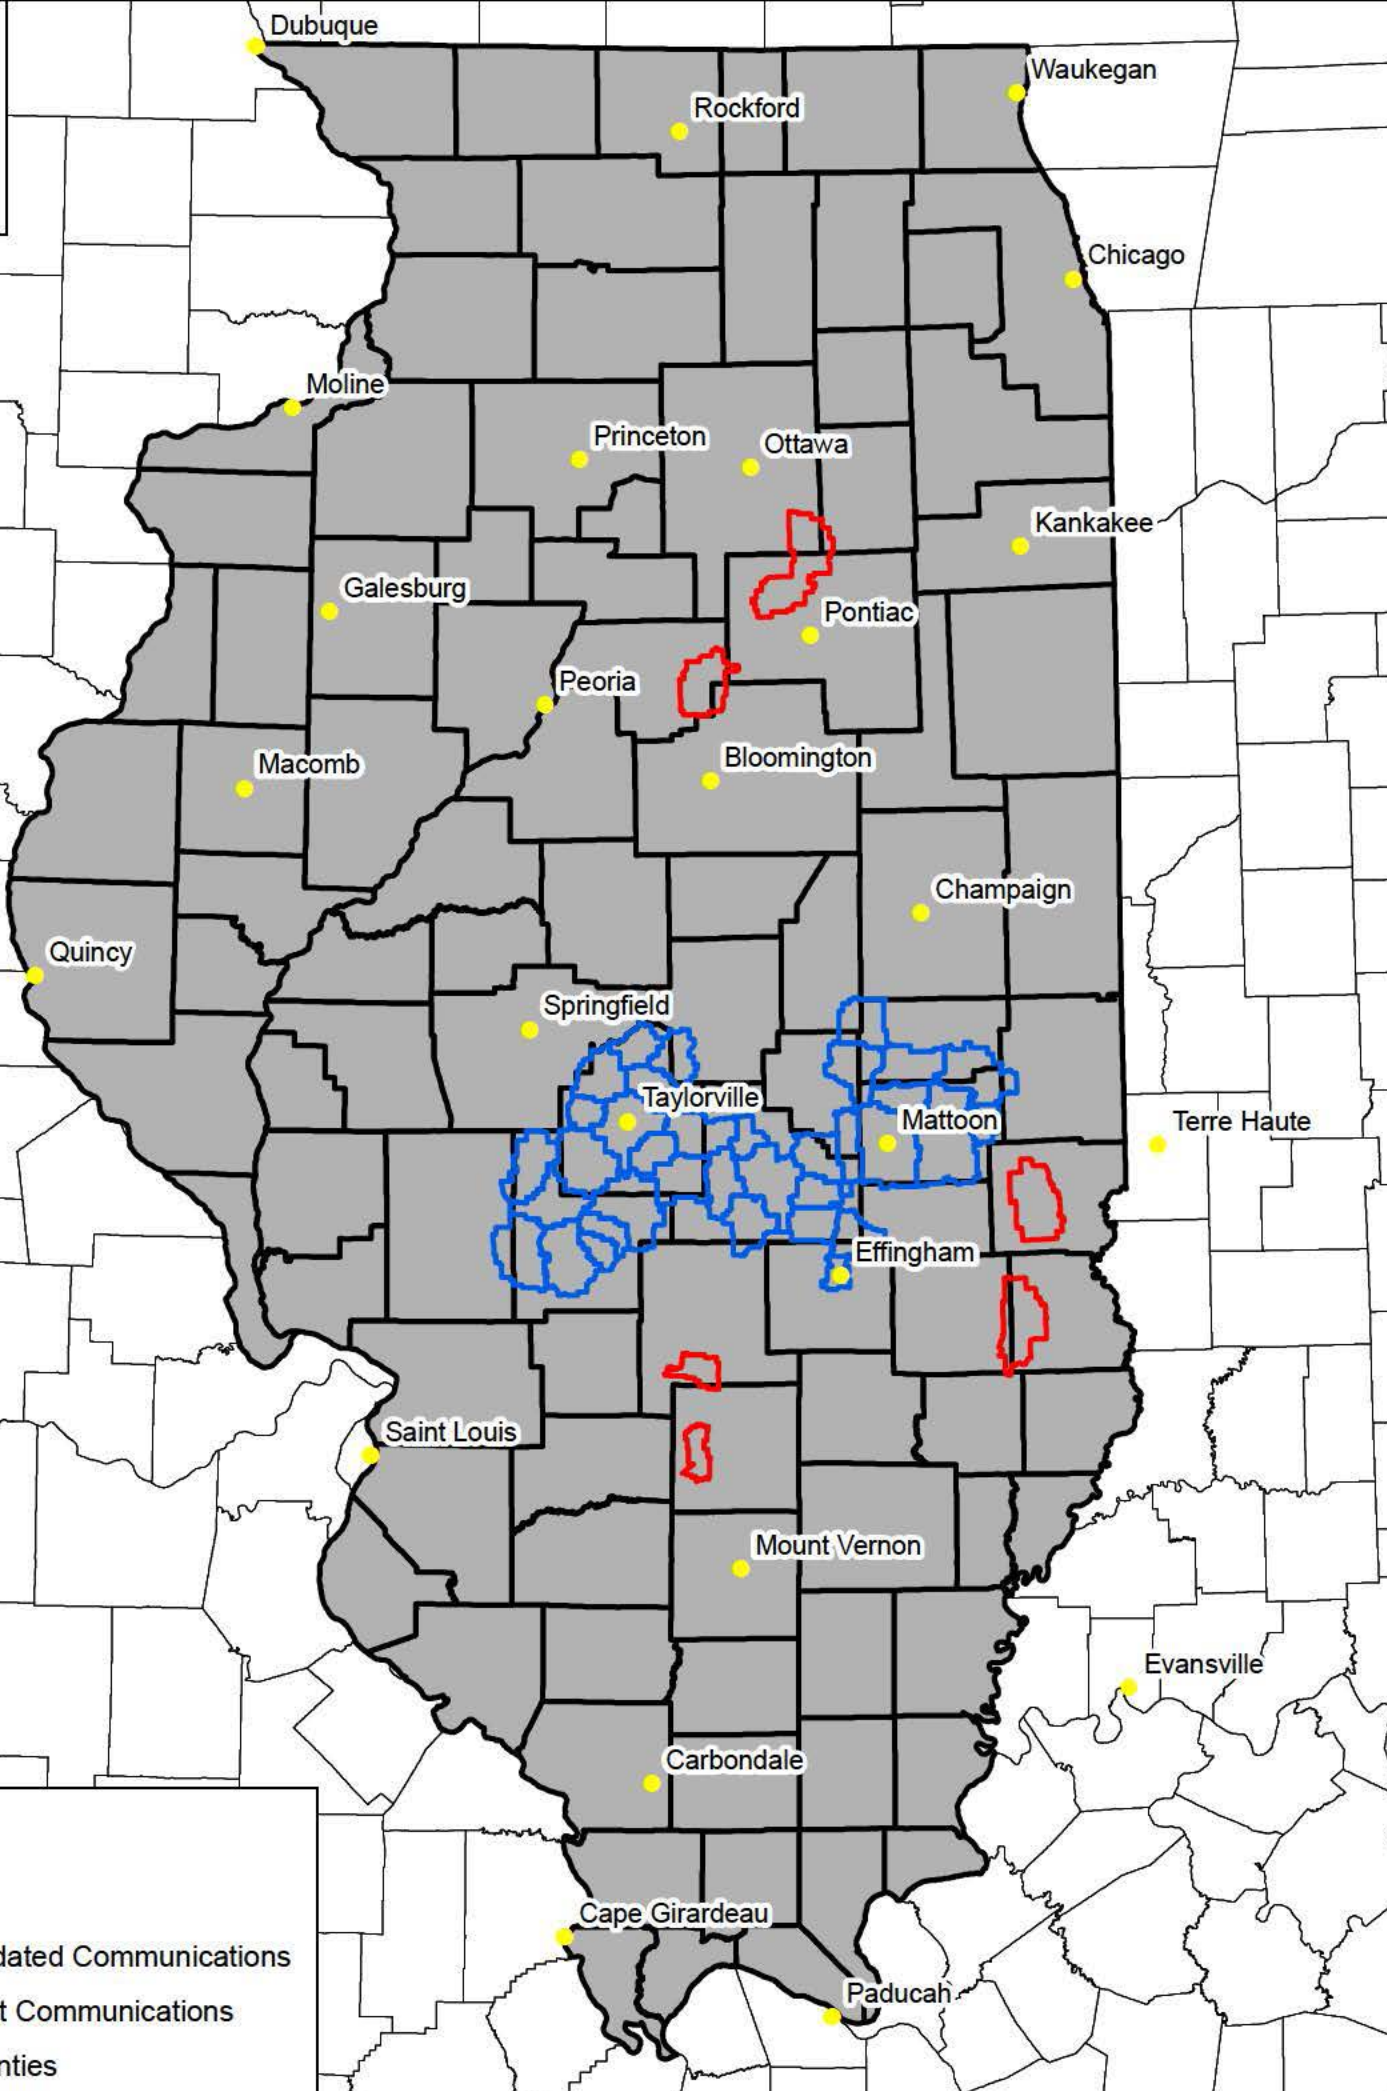 Dubuque
Waukegan
Rockford
Chicago
Moline
Princeton
Ottawa
Kankakee
Galesburg
Pontiac
Peoria
Macomb
Bloomington
Champaign
Quincy
Springfield
Taylorville
Mattoon
Terre Haute
Effingham
Saint Louis
Mount Vernon
Evansville
Carbondale
Cape Girardeau
dated Communications
Paducah
t Communications
nties